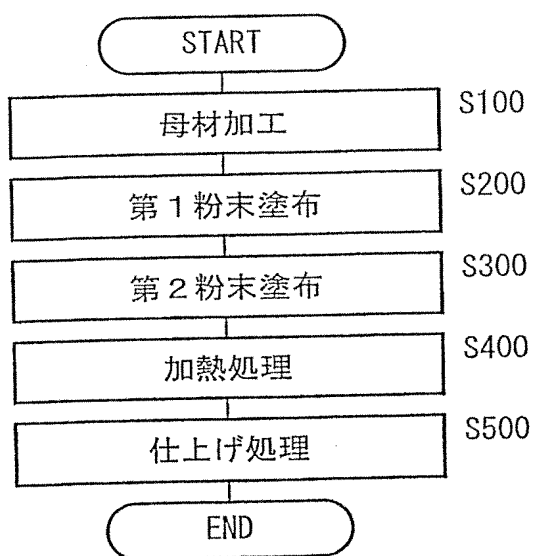 START
母材加工
S100
第1粉末塗布
S200
第2粉末塗布
S300
加熱処理
S400
仕上げ処理
S500
END